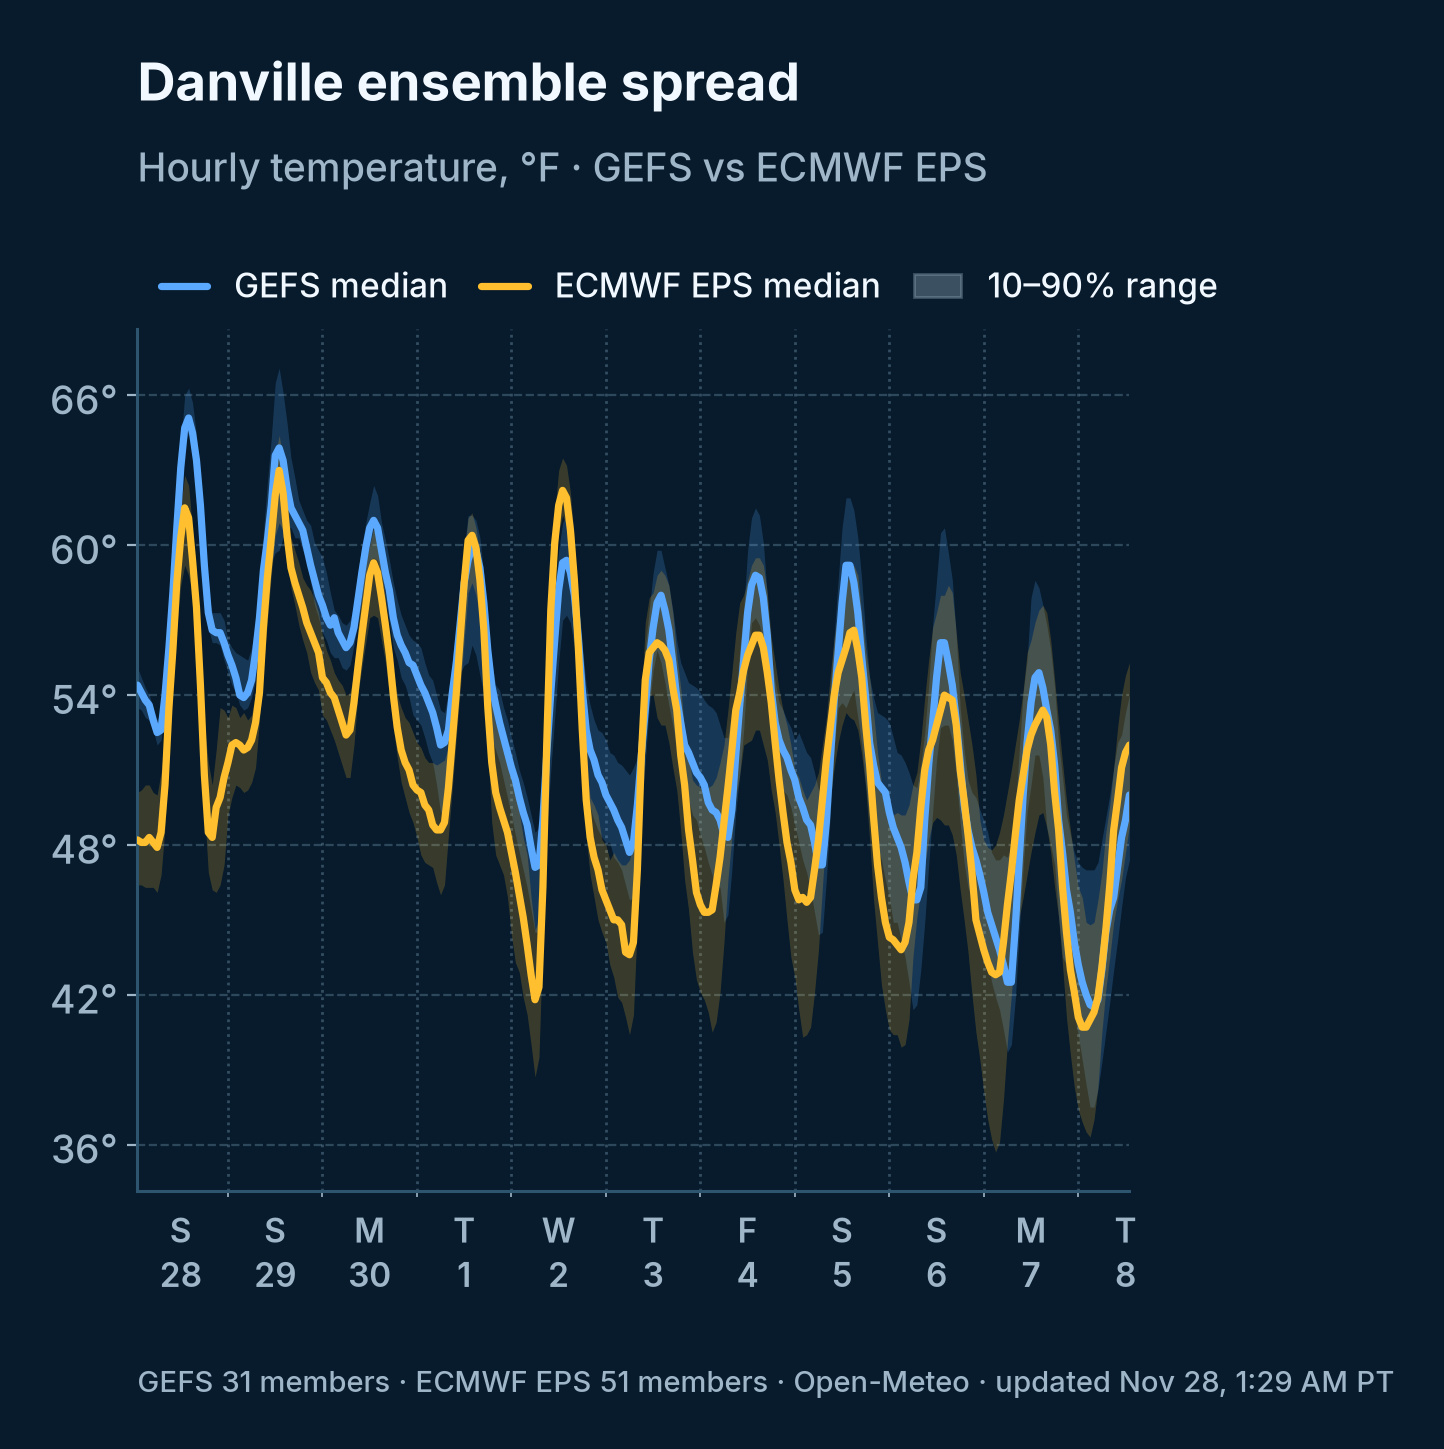 Danville ensemble spread
Hourly temperature, °F · GEFS vs ECMWF EPS
GEFS median ECMWF EPS median 10–90% range
66°
60°
54°
48°
42°
36°
S S M T W T F S S M T
28 29 30 1 2 3 4 5 6 7 8
GEFS 31 members · ECMWF EPS 51 members · Open-Meteo · updated Nov 28, 1:29 AM PT